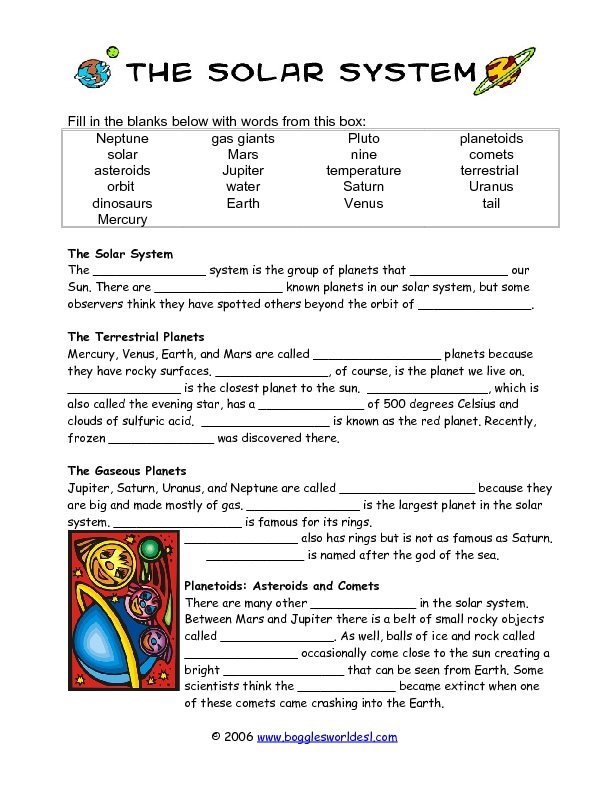 THE SOLAR SYSTEM
Fill in the blanks below with words from this box:
Neptune gas giants Pluto planetoids
solar Mars nine comets
asteroids Jupiter temperature terrestrial
orbit water Saturn Uranus
dinosaurs Earth Venus tail
Mercury
The Solar System
The ________________ system is the group of planets that ______________ our
Sun. There are __________________ known planets in our solar system, but some
observers think they have spotted others beyond the orbit of ________________.
The Terrestrial Planets
Mercury, Venus, Earth, and Mars are called __________________ planets because
they have rocky surfaces. ________________, of course, is the planet we live on.
________________ is the closest planet to the sun. _________________, which is
also called the evening star, has a _______________ of 500 degrees Celsius and
clouds of sulfuric acid. __________________ is known as the red planet. Recently,
frozen _______________ was discovered there.
The Gaseous Planets
Jupiter, Saturn, Uranus, and Neptune are called ___________________ because they
are big and made mostly of gas. ________________ is the largest planet in the solar
system. __________________ is famous for its rings.
________________ also has rings but is not as famous as Saturn.
______________ is named after the god of the sea.
Planetoids: Asteroids and Comets
There are many other _______________ in the solar system.
Between Mars and Jupiter there is a belt of small rocky objects
called ________________. As well, balls of ice and rock called
________________ occasionally come close to the sun creating a
bright _________________ that can be seen from Earth. Some
scientists think the ______________ became extinct when one
of these comets came crashing into the Earth.
© 2006 www.bogglesworldesl.com